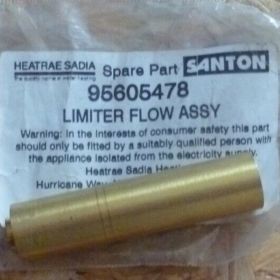 HEATRAE SADIA Spare Part SANTON
95605478
LIMITER FLOW ASSY
Warning: In the interests of consumer safety this part
should only be fitted by a suitably qualified person with
the appliance isolated from the electricity supply.
Heatrae Sadia
Hurricane Way